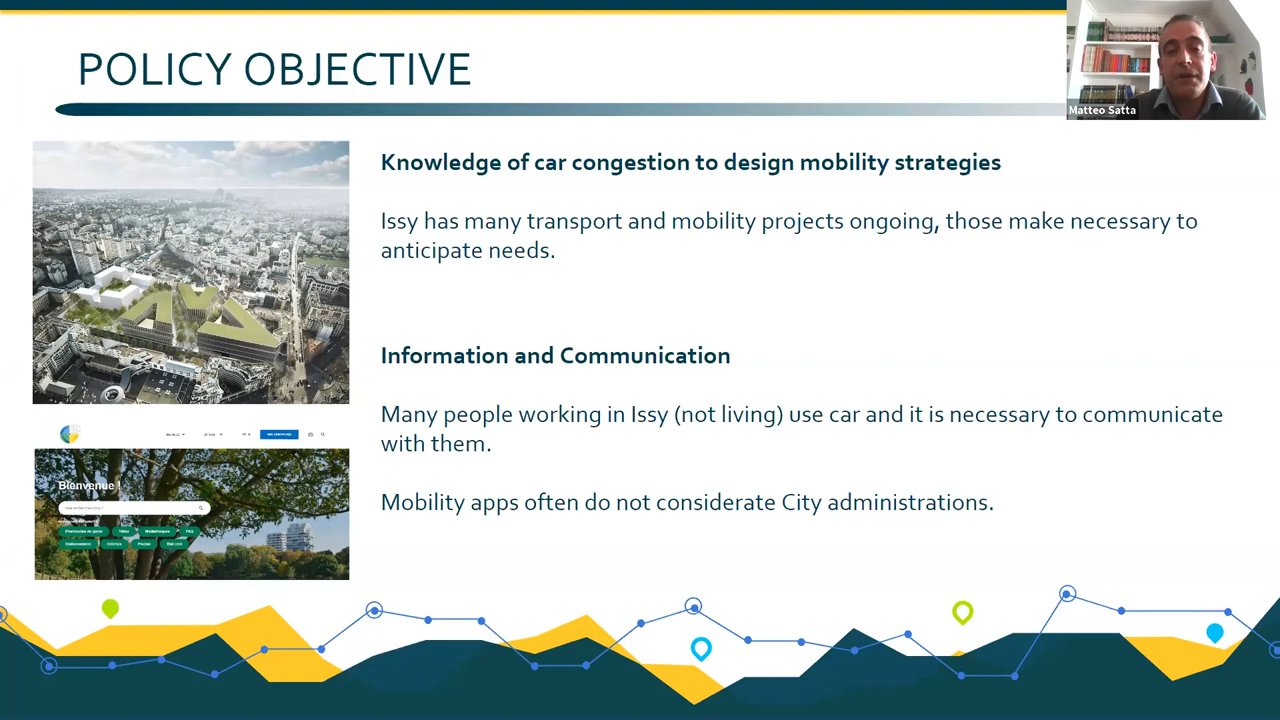 POLICY OBJECTIVE
Matteo Satta
Knowledge of car congestion to design mobility strategies
Issy has many transport and mobility projects ongoing, those make necessary to
anticipate needs.
Information and Communication
Many people working in Issy (not living) use car and it is necessary to communicate
with them.
Mobility apps often do not considerate City administrations.
Bienvenue !